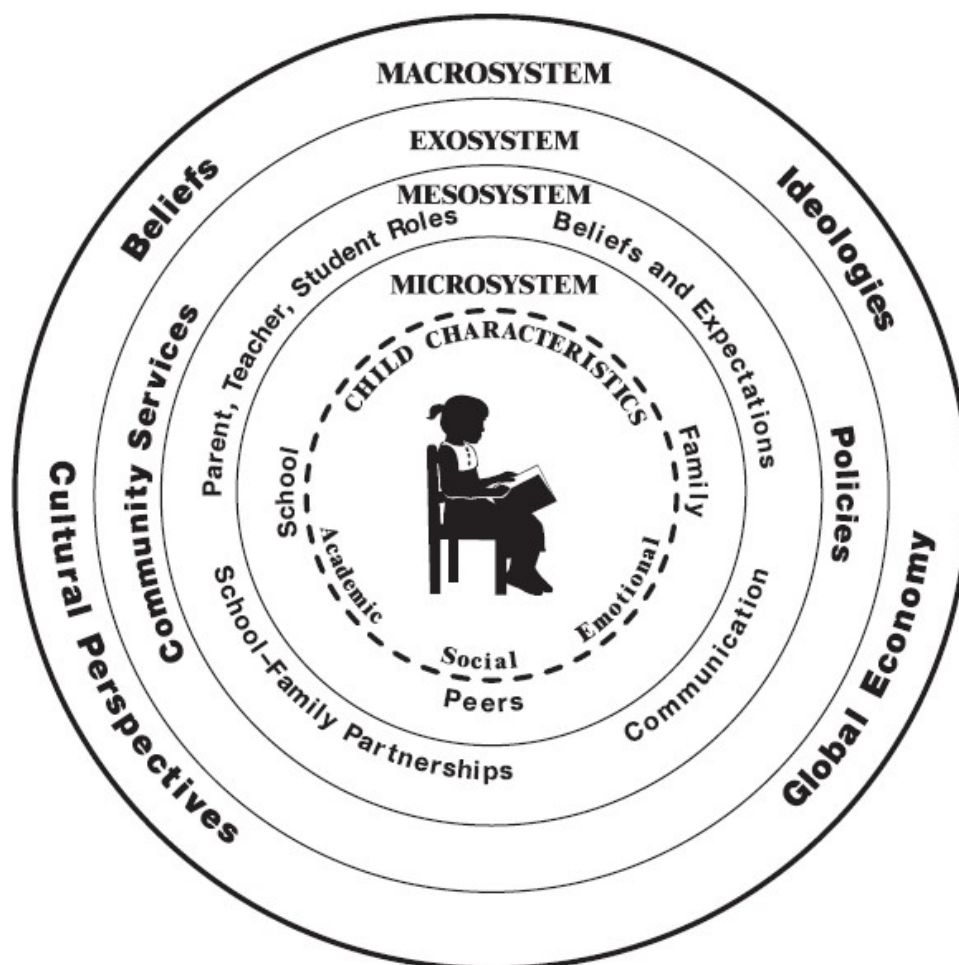 MACROSYSTEM
Beliefs
Ideologies
Cultural Perspectives
Global Economy
EXOSYSTEM
Community Services
Policies
MESOSYSTEM
Parent, Teacher, Student Roles
Beliefs and Expectations
School–Family Partnerships
Communication
MICROSYSTEM
School
Family
Peers
CHILD CHARACTERISTICS
Academic
Social
Emotional